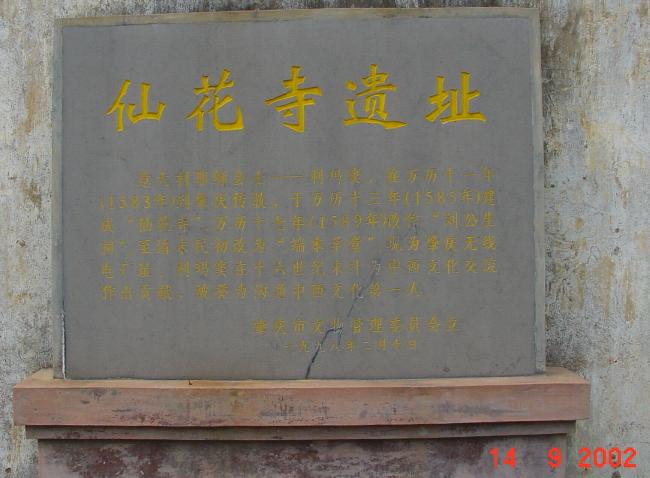 仙花寺遗址
意大利耶稣会士——利玛窦，在万历十一年
(1583年)到肇庆传教，于万历十三年(1585年)建
成“仙花寺”，万历十七年(1589年)改作“刘公生
祠”至清末民初改为“端本学堂”现为肇庆无线
电厂址，利玛窦在十六世纪末叶为中西文化交流
作出贡献，被誉为沟通中西文化第一人。
肇庆市文化管理委员会立
一九九八年二月十日
14 9 2002